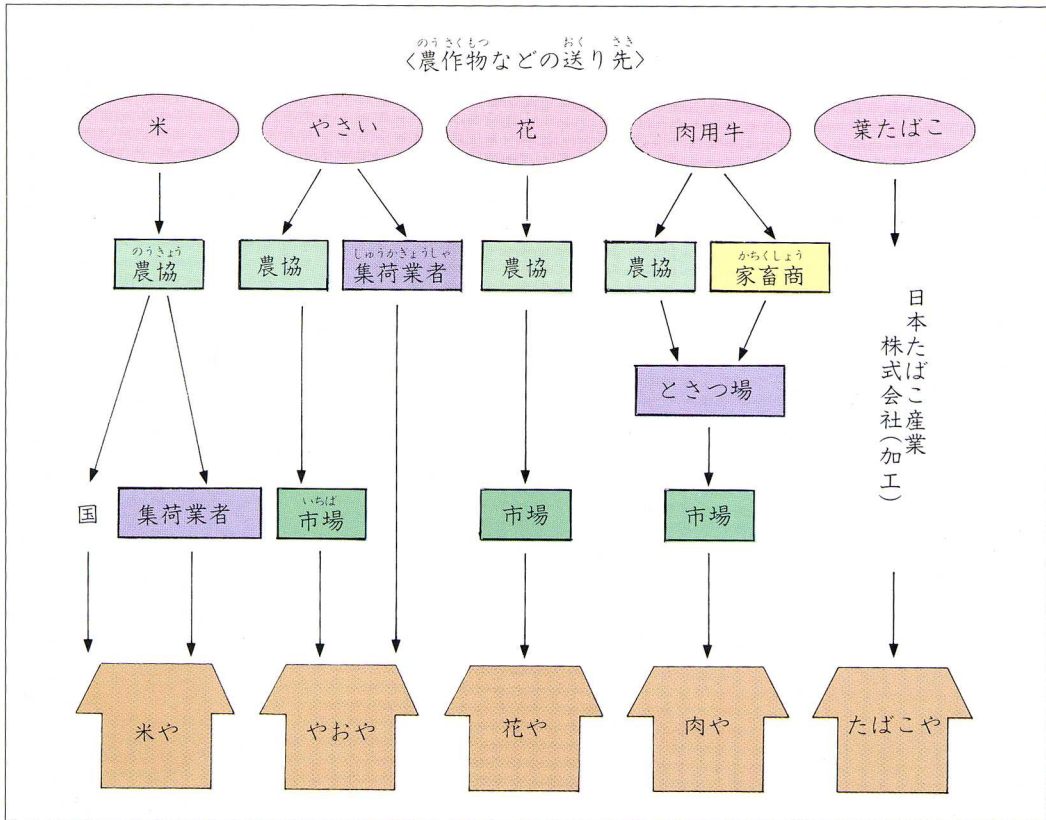 〈農作物などの送り先〉
のうさくもつ おく さき
米 やさい 花 肉用牛 葉たばこ
のうきょう
農協
農協
しゅうかぎょうしゃ
集荷業者
農協
農協
かちくしょう
家畜商
とさつ場
日本たばこ産業
株式会社(加工)
国
集荷業者
いちば
市場
市場
市場
米や やおや 花や 肉や たばこや